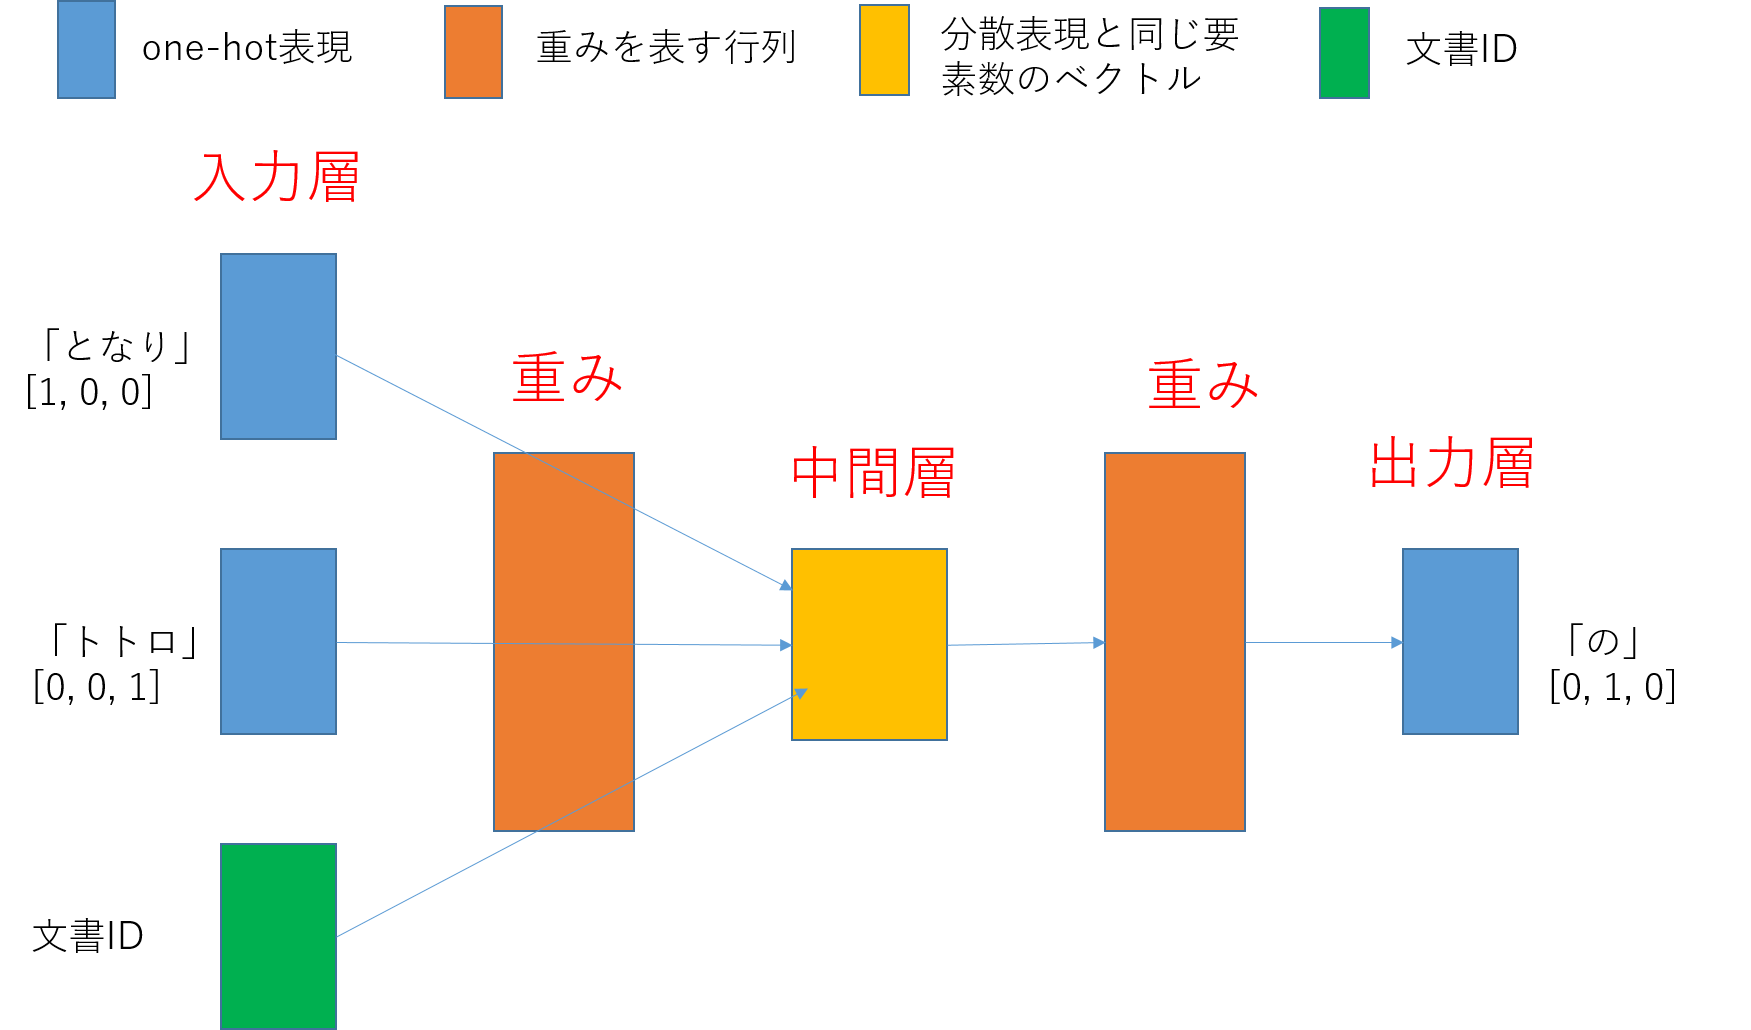 one-hot表現
重みを表す行列
分散表現と同じ要
素数のベクトル
文書ID
入力層
「となり」
[1, 0, 0]
重み
重み
中間層
出力層
「トトロ」
[0, 0, 1]
「の」
[0, 1, 0]
文書ID